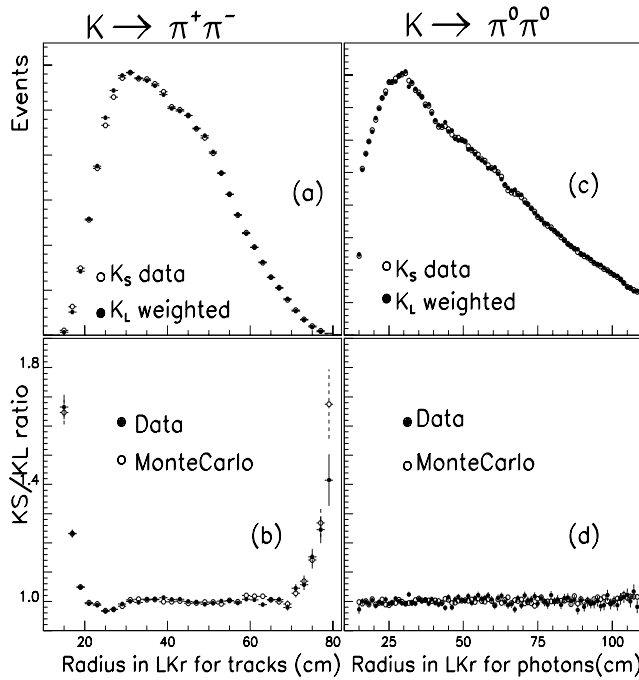 K → π⁺π⁻
K → π⁰π⁰
Events
(a)
K_S data
K_L weighted
(c)
K_S data
K_L weighted
KS/KL ratio
1.8
1.4
1.0
Data
MonteCarlo
(b)
Data
MonteCarlo
(d)
20 40 60 80
25 50 75 100
Radius in LKr for tracks (cm)
Radius in LKr for photons(cm)